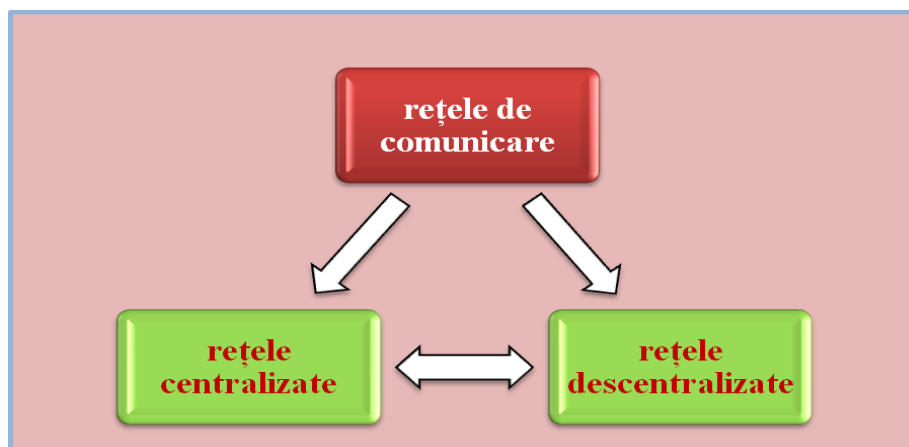 rețele de
comunicare
rețele
centralizate
rețele
descentralizate